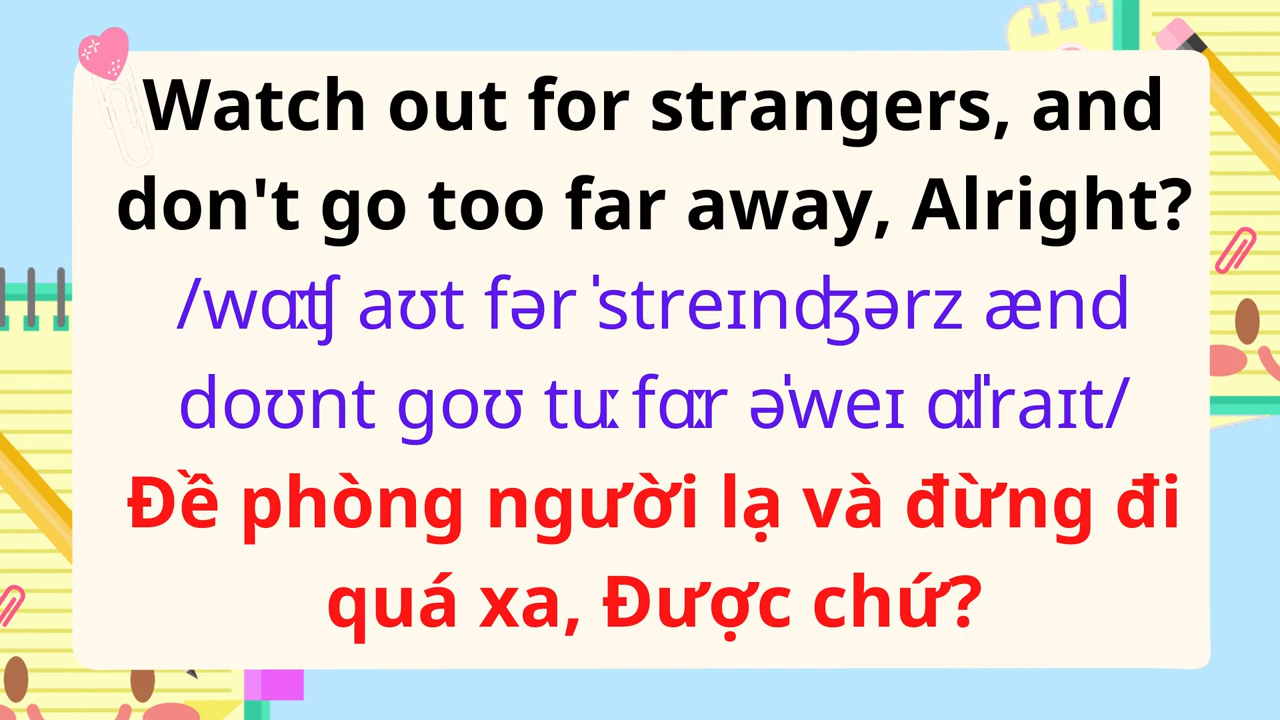 Watch out for strangers, and
don't go too far away, Alright?
/wɑːtʃ aʊt fər ˈstreɪndʒərz ænd
doʊnt goʊ tuː fɑːr əˈweɪ ɑːlˈraɪt/
Đề phòng người lạ và đừng đi
quá xa, Được chứ?